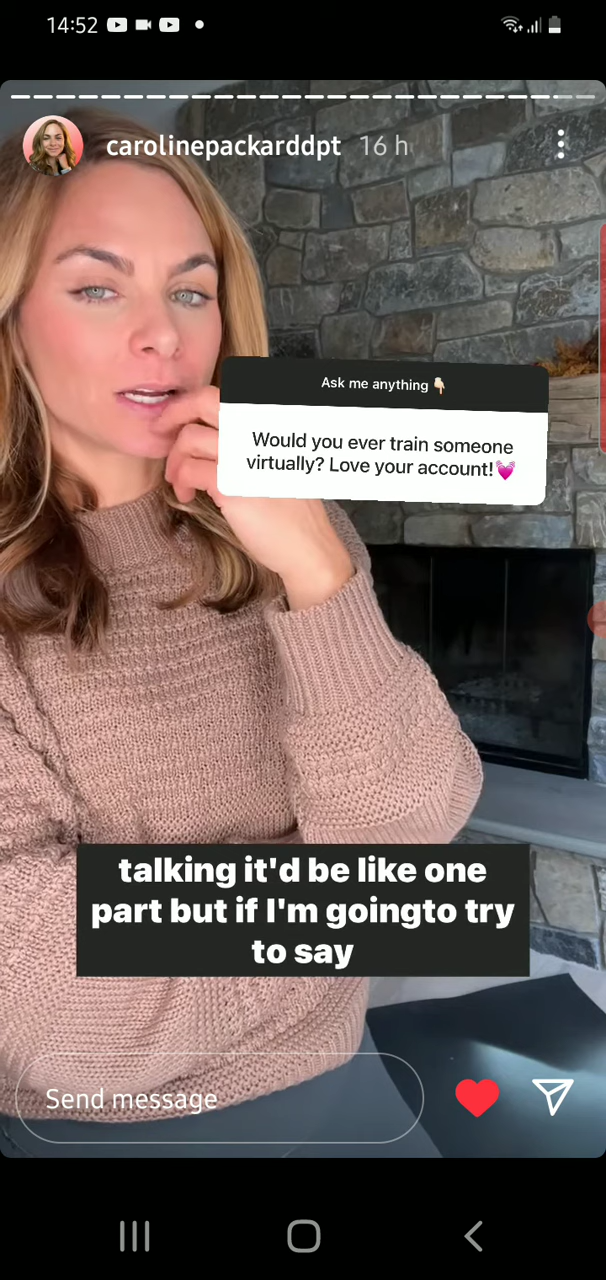 14:52
carolinepackarddpt 16 h
Ask me anything 👇🏻
Would you ever train someone
virtually? Love your account!💓
talking it'd be like one
part but if I'm goingto try
to say
Send message